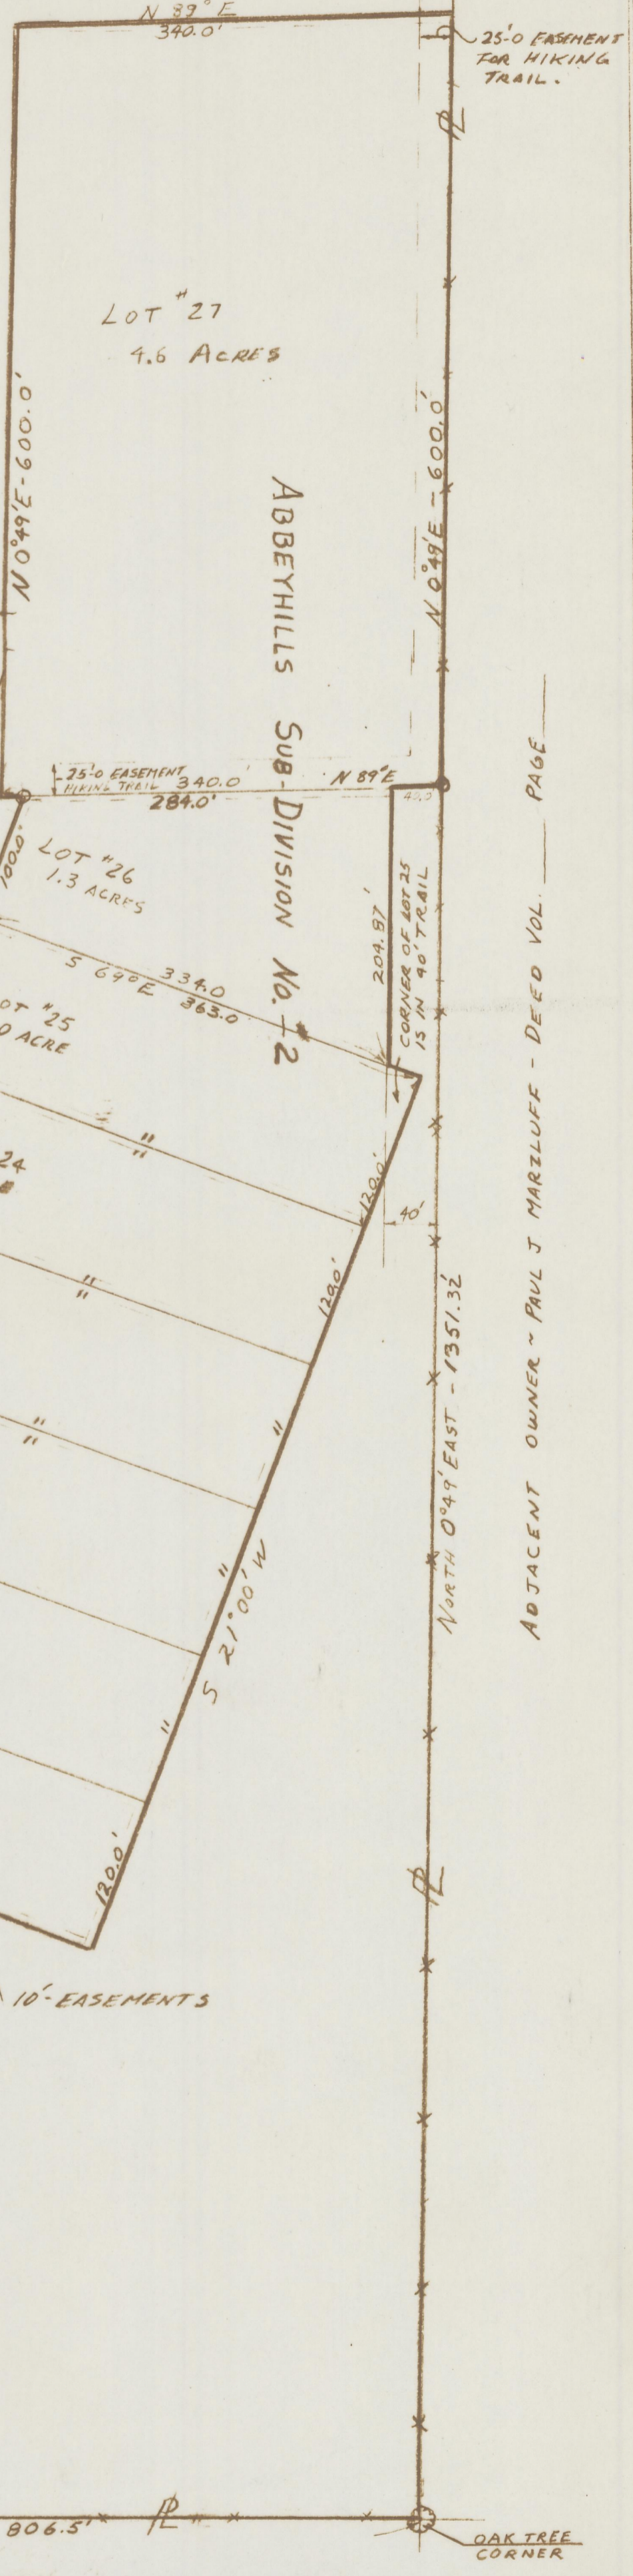 N 89° E
340.0'
25'-0 EASEMENT
FOR HIKING
TRAIL.
PL
LOT #27
4.6 ACRES
N 0°49'E - 600.0'
N 0°49'E - 600.0'
ABBEYHILLS SUB-DIVISION NO. 2
25'-0 EASEMENT
HIKING TRAIL 340.0'
N 89°E
284.0'
40.0
100.0'
LOT #26
1.3 ACRES
204.87'
CORNER OF LOT 25
IS IN 40' TRAIL
334.0
S 69°E 363.0
OT #25
0 ACRE
24
"
"
120.0'
40'
120.0'
"
"
"
"
"
"
"
S 21°00' W
120.0'
NORTH 0°49' EAST - 1351.32'
ADJACENT OWNER ~ PAUL J MARZLUFF - DEED VOL. ____ PAGE ____
PL
10'- EASEMENTS
806.5'
PL
OAK TREE
CORNER